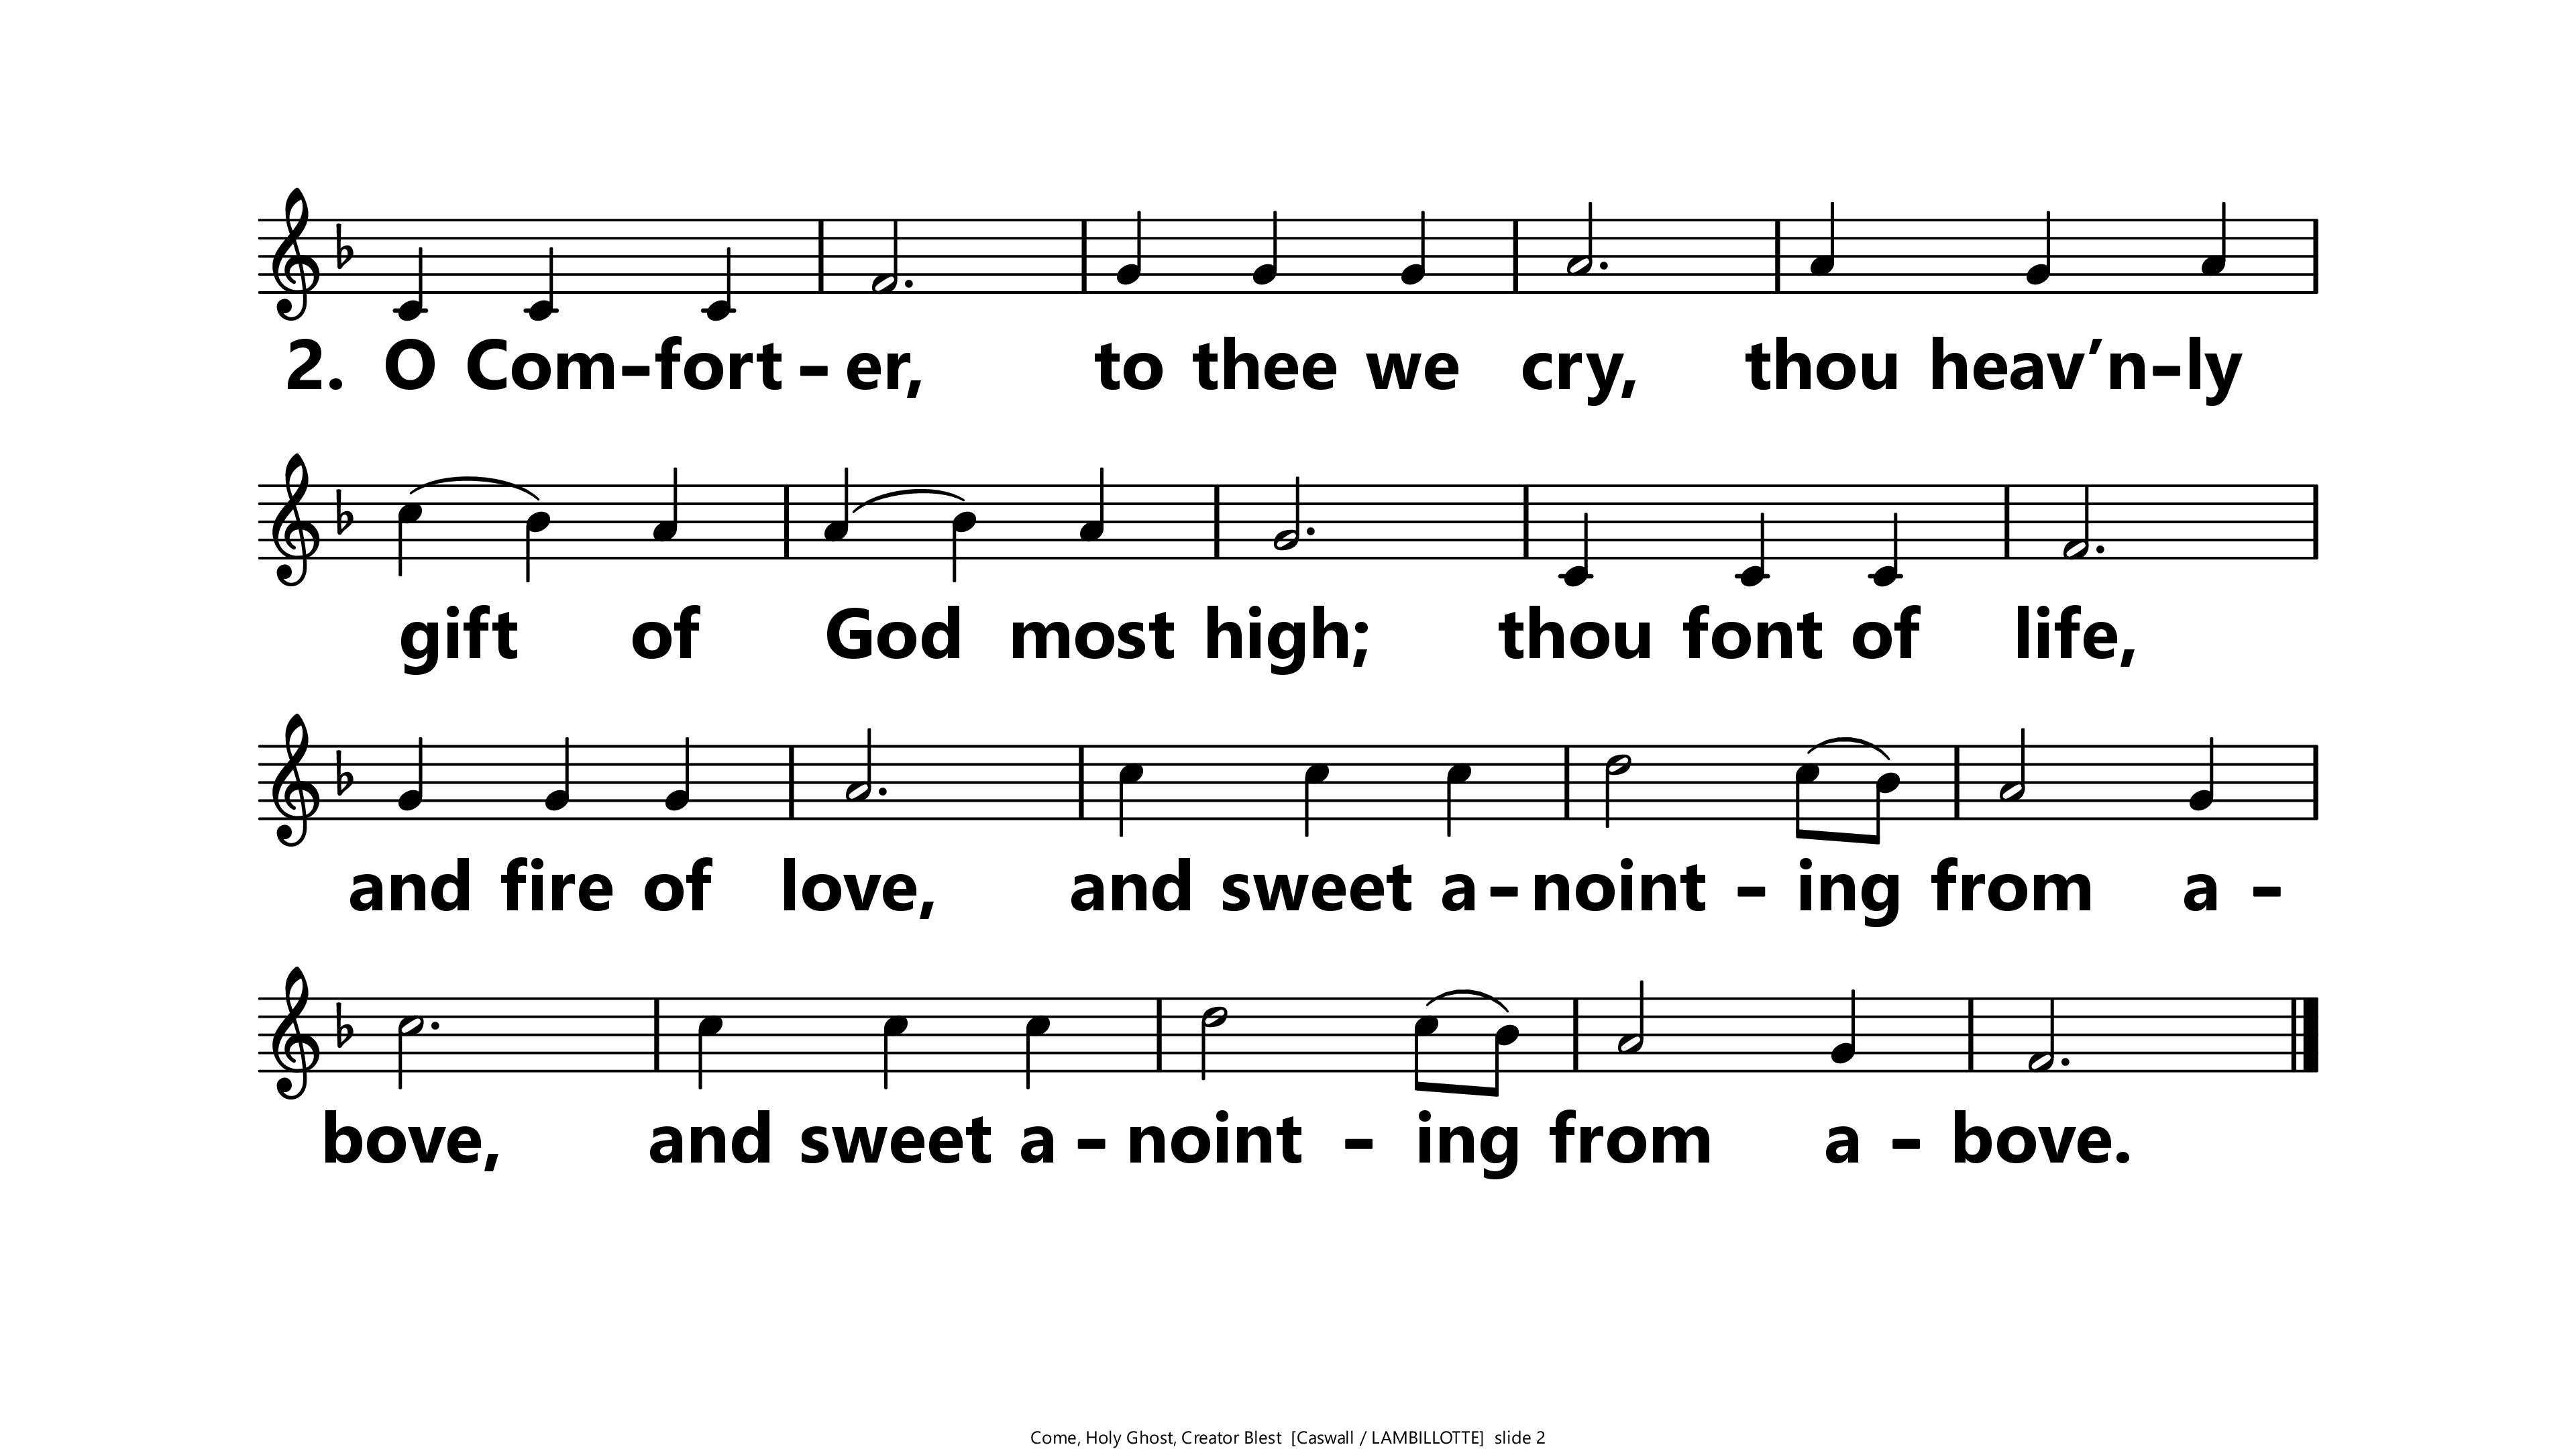 2. O Com-fort - er, to thee we cry, thou heav’n-ly
gift of God most high; thou font of life,
and fire of love, and sweet a-noint - ing from a -
bove, and sweet a - noint - ing from a - bove.
Come, Holy Ghost, Creator Blest [Caswall / LAMBILLOTTE] slide 2